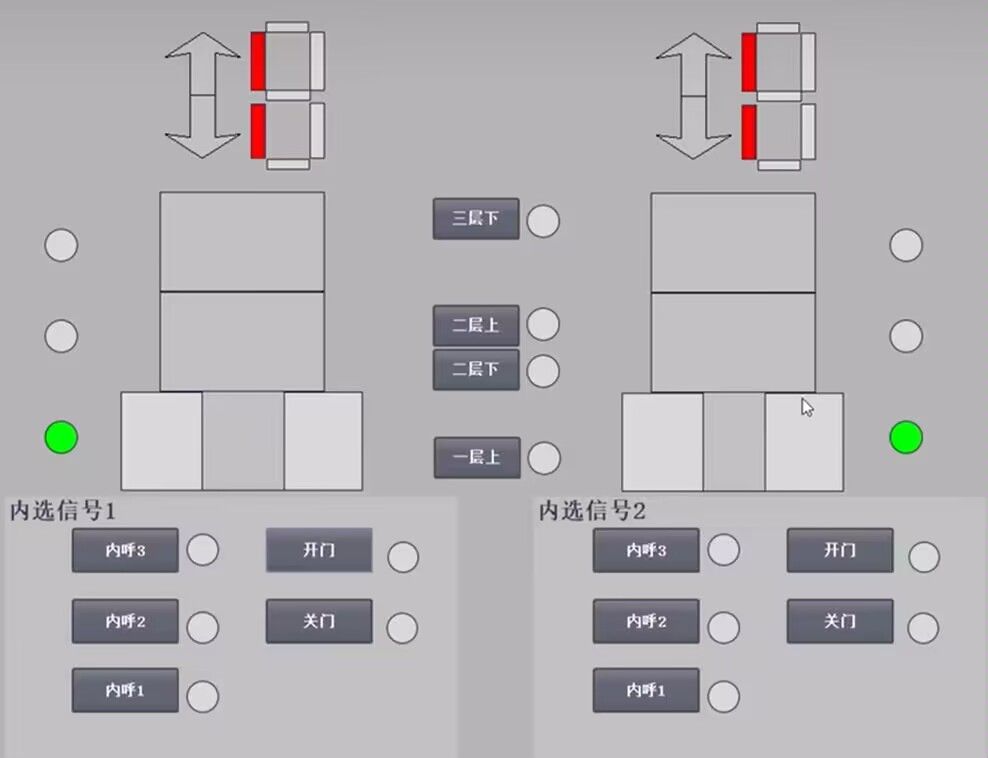 三层下
二层上
二层下
一层上
内选信号1
内呼3
开门
内呼2
关门
内呼1
内选信号2
内呼3
开门
内呼2
关门
内呼1